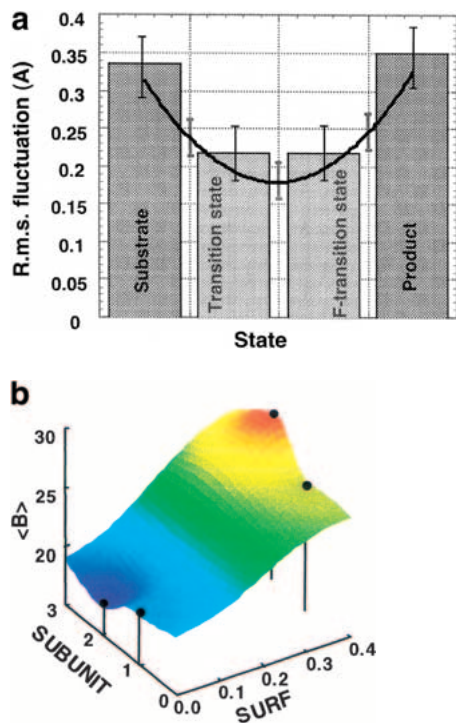 a
R.m.s. fluctuation (A)
0.4
0.35
0.3
0.25
0.2
0.15
0.1
0.05
0
Substrate
Transition state
F-transition state
Product
State
b
<B>
30
25
20
3
2
1
0
SUBUNIT
0.0
0.1
0.2
0.3
0.4
SURF